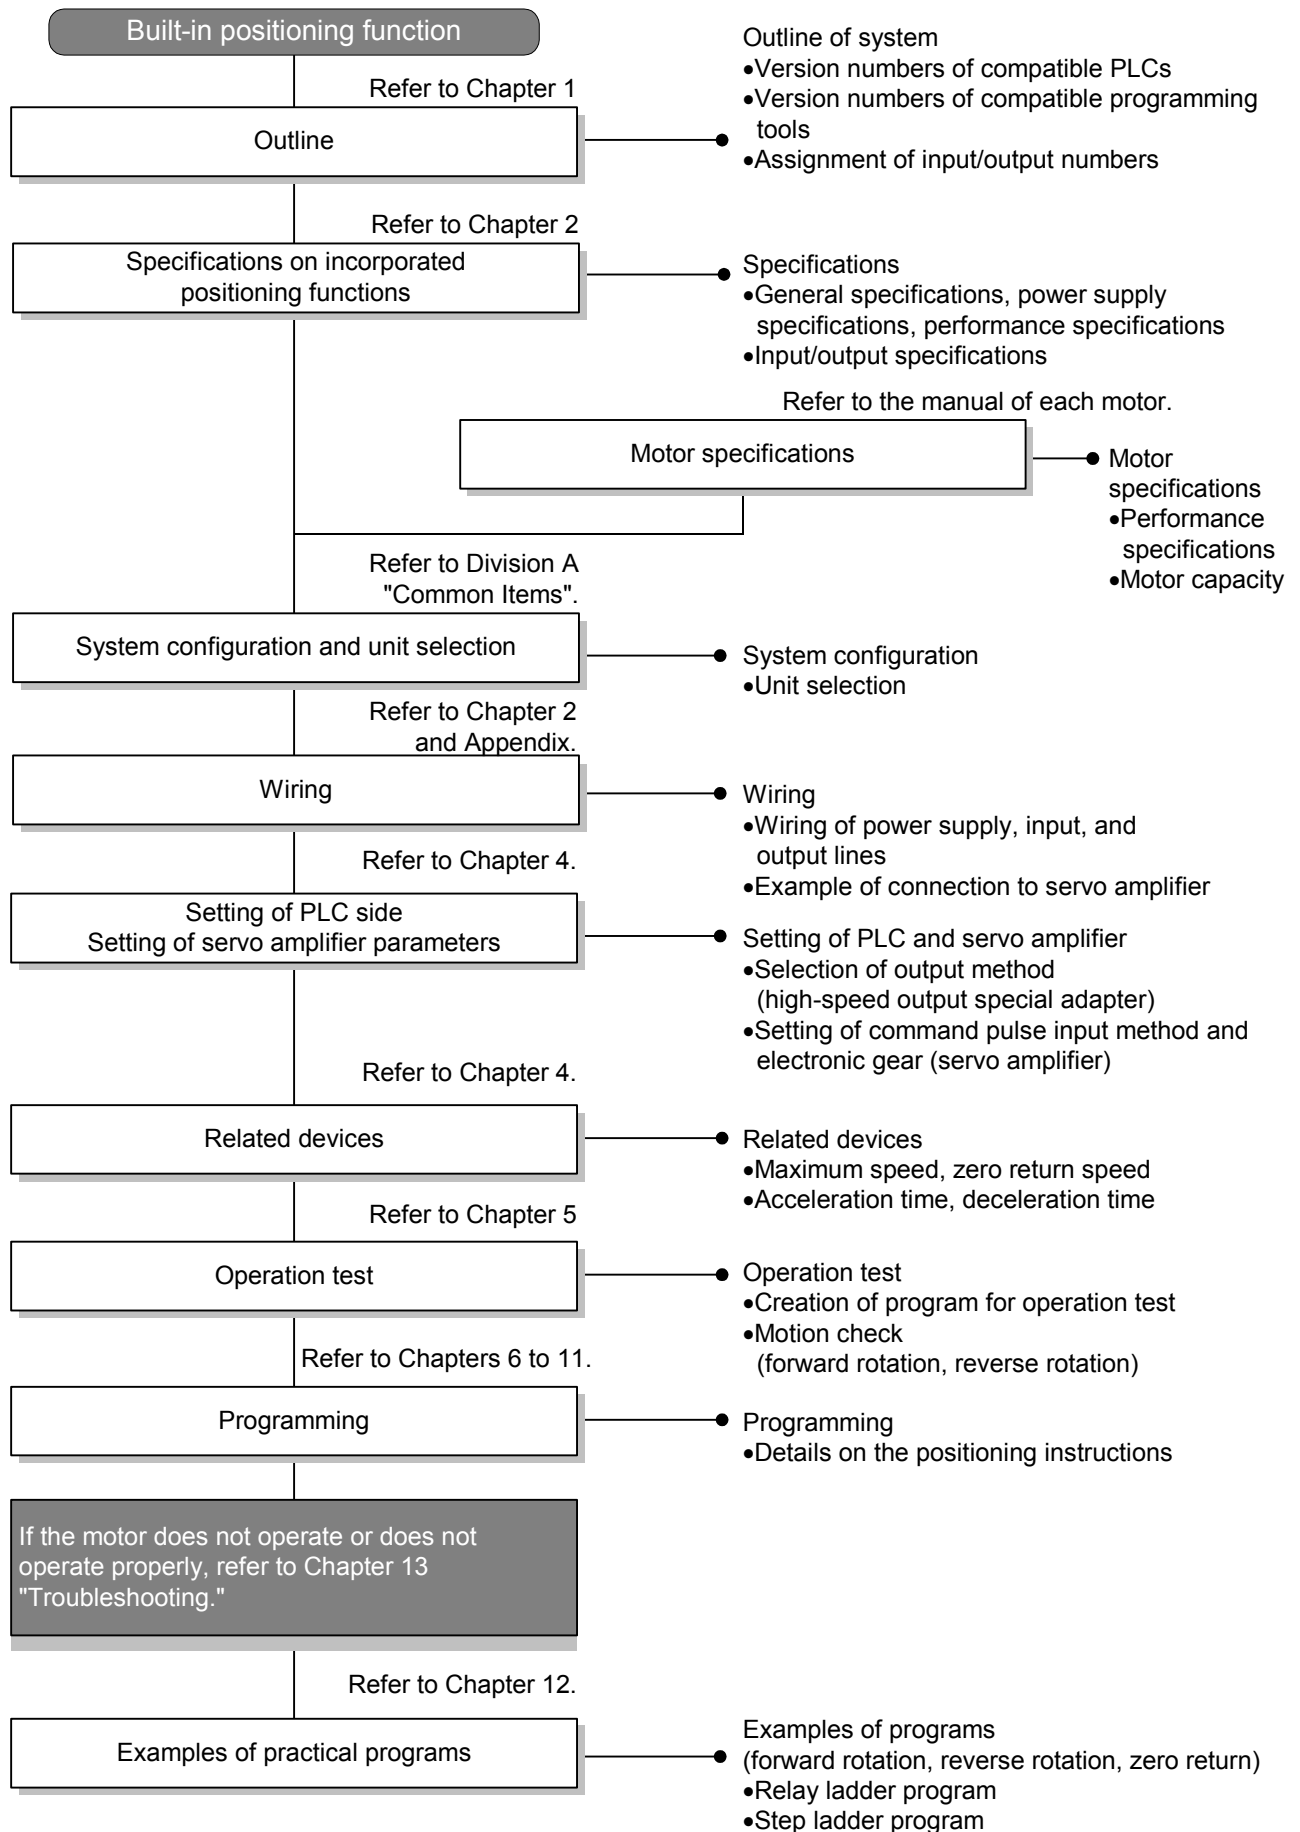 Built-in positioning function
Refer to Chapter 1
Outline
Outline of system
•Version numbers of compatible PLCs
•Version numbers of compatible programming
tools
•Assignment of input/output numbers
Refer to Chapter 2
Specifications on incorporated
positioning functions
Specifications
•General specifications, power supply
specifications, performance specifications
•Input/output specifications
Refer to the manual of each motor.
Motor specifications
Motor
specifications
•Performance
specifications
•Motor capacity
Refer to Division A
"Common Items".
System configuration and unit selection
System configuration
•Unit selection
Refer to Chapter 2
and Appendix.
Wiring
Wiring
•Wiring of power supply, input, and
output lines
•Example of connection to servo amplifier
Refer to Chapter 4.
Setting of PLC side
Setting of servo amplifier parameters
Setting of PLC and servo amplifier
•Selection of output method
(high-speed output special adapter)
•Setting of command pulse input method and
electronic gear (servo amplifier)
Refer to Chapter 4.
Related devices
Related devices
•Maximum speed, zero return speed
•Acceleration time, deceleration time
Refer to Chapter 5
Operation test
Operation test
•Creation of program for operation test
•Motion check
(forward rotation, reverse rotation)
Refer to Chapters 6 to 11.
Programming
Programming
•Details on the positioning instructions
If the motor does not operate or does not
operate properly, refer to Chapter 13
"Troubleshooting."
Refer to Chapter 12.
Examples of practical programs
Examples of programs
(forward rotation, reverse rotation, zero return)
•Relay ladder program
•Step ladder program